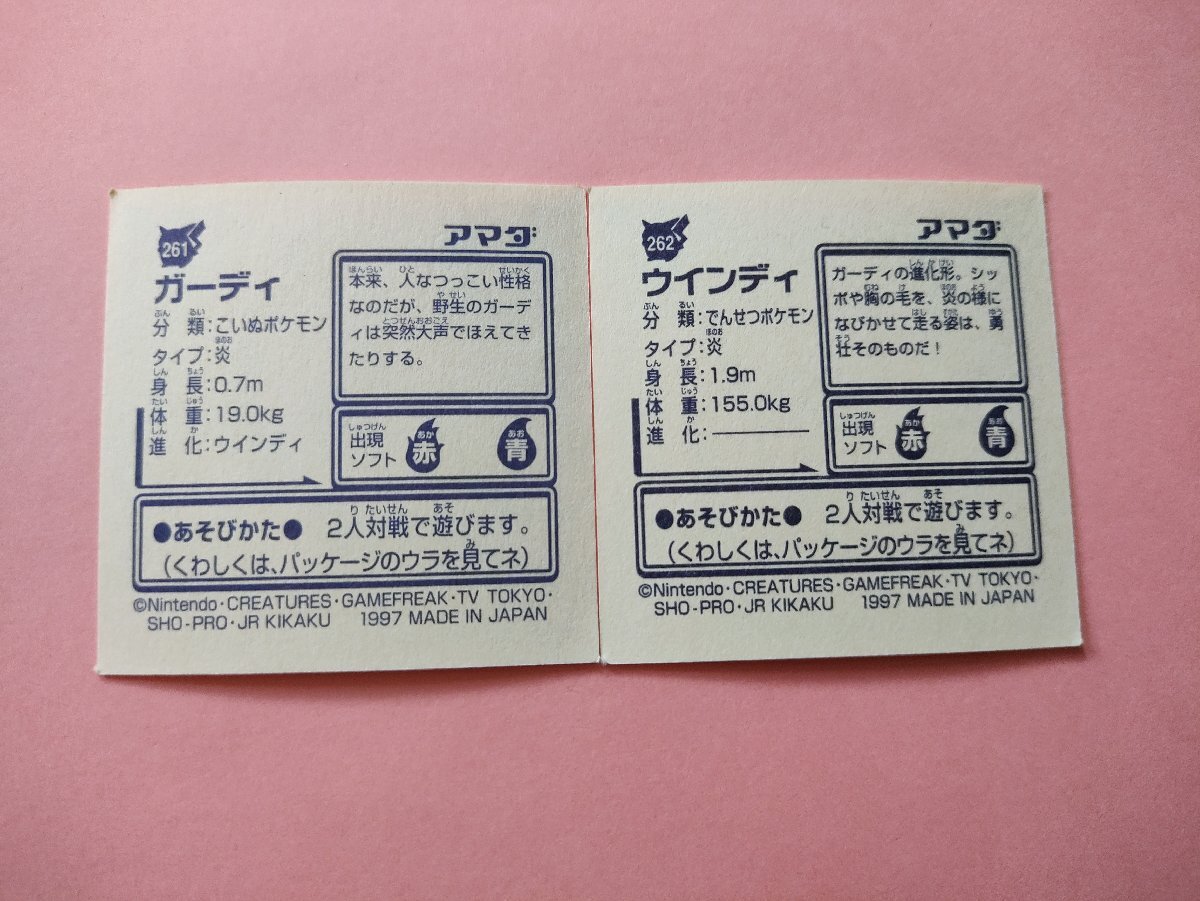 261
アマダ
ガーディ
分類:こいぬポケモン
タイプ:炎
身長:0.7m
体重:19.0kg
進化:ウインディ
本来、人なつっこい性格
なのだが、野生のガーデ
ィは突然大声でほえてき
たりする。
出現
ソフト
赤
青
●あそびかた● 2人対戦で遊びます。
(くわしくは、パッケージのウラを見てネ)
©Nintendo・CREATURES・GAMEFREAK・TV TOKYO・
SHO-PRO・JR KIKAKU 1997 MADE IN JAPAN
262
アマダ
ウインディ
分類:でんせつポケモン
タイプ:炎
身長:1.9m
体重:155.0kg
進化:————
ガーディの進化形。シッ
ポや胸の毛を、炎の様に
なびかせて走る姿は、勇
壮そのものだ!
出現
ソフト
赤
青
●あそびかた● 2人対戦で遊びます。
(くわしくは、パッケージのウラを見てネ)
©Nintendo・CREATURES・GAMEFREAK・TV TOKYO・
SHO-PRO・JR KIKAKU 1997 MADE IN JAPAN